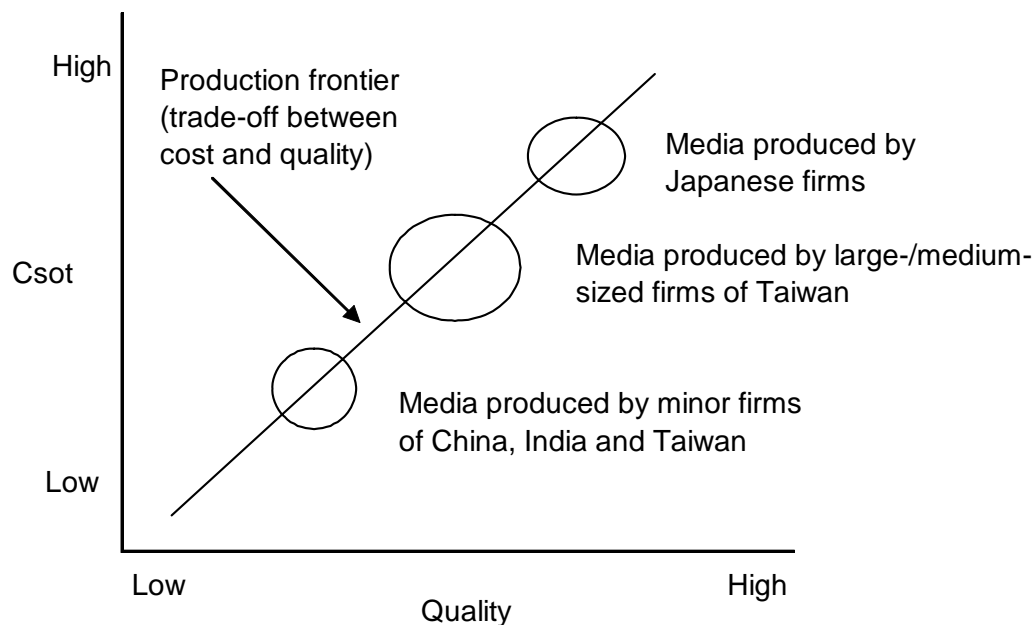 High
Production frontier
(trade-off between
cost and quality)
Media produced by
Japanese firms
Csot
Media produced by large-/medium-
sized firms of Taiwan
Media produced by minor firms
of China, India and Taiwan
Low
Low
High
Quality